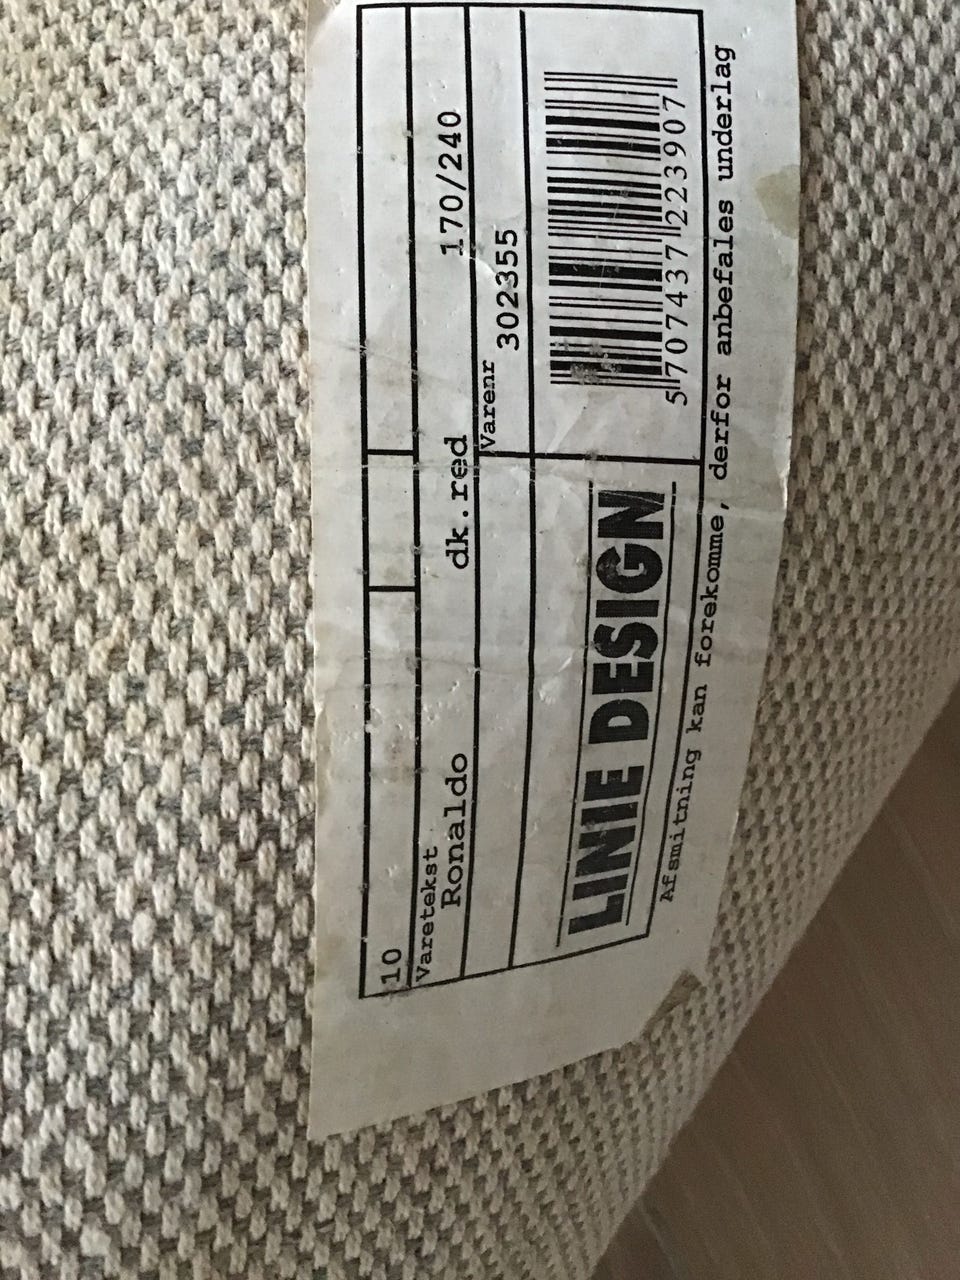 10
Varetekst
Ronaldo dk.red 170/240
Varenr
302355
LINIE DESIGN
5 707437 223907
Afsmitning kan forekomme, derfor anbefales underlag